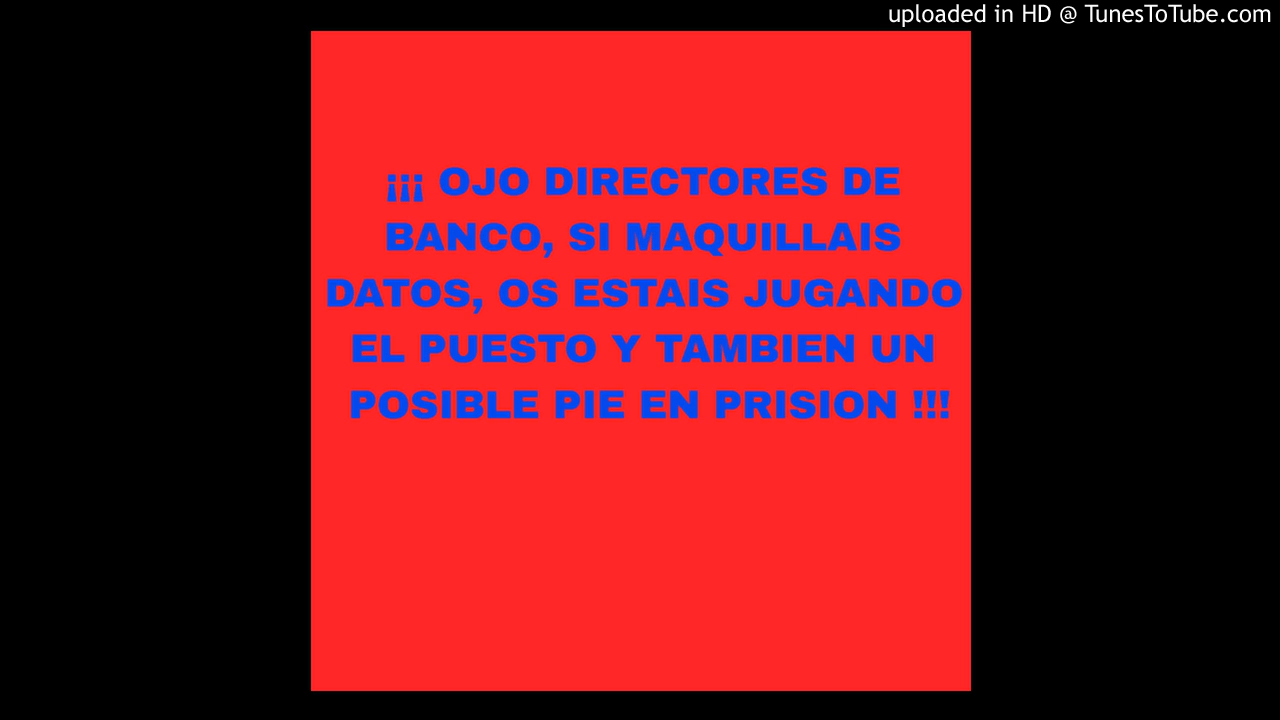 uploaded in HD @ TunesToTube.com
¡¡¡ OJO DIRECTORES DE
BANCO, SI MAQUILLAIS
DATOS, OS ESTAIS JUGANDO
EL PUESTO Y TAMBIEN UN
POSIBLE PIE EN PRISION !!!